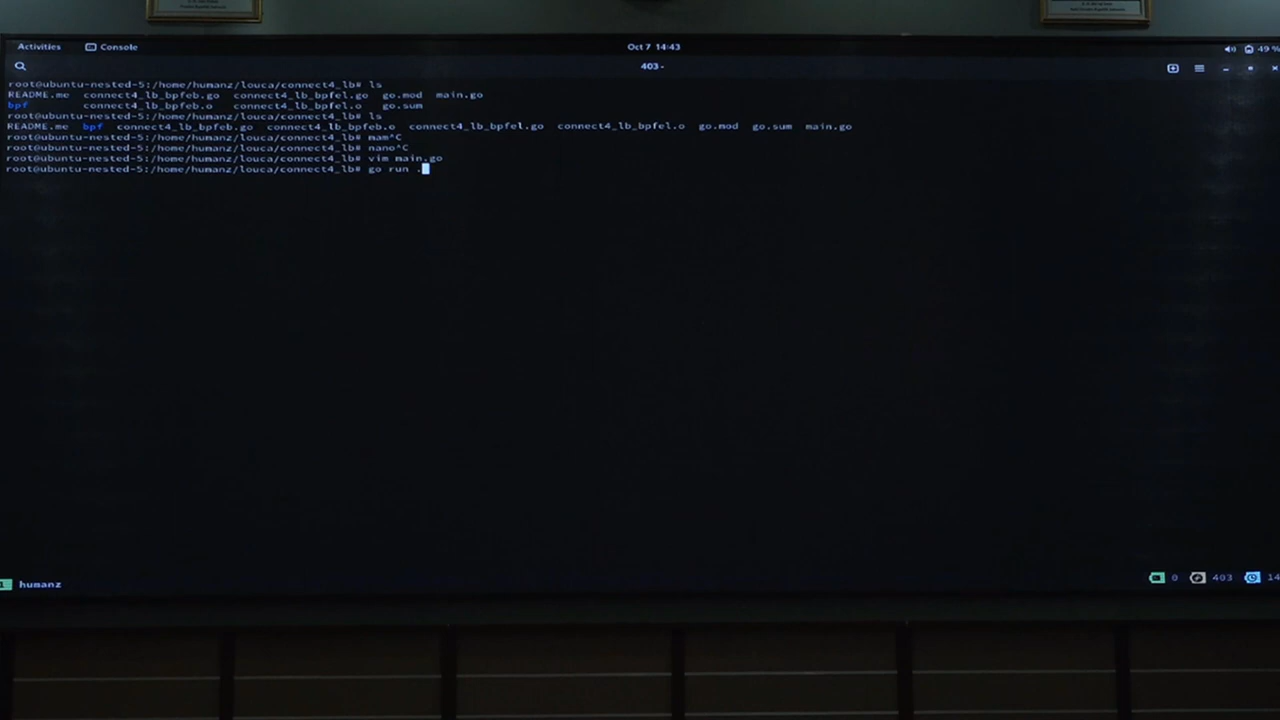 Activities Console Oct 7 14:43 49 %
403 -
root@ubuntu-nested-5:/home/humanz/louca/connect4_lb# ls
README.me connect4_lb_bpfeb.go connect4_lb_bpfel.go go.mod main.go
bpf connect4_lb_bpfeb.o connect4_lb_bpfel.o go.sum
root@ubuntu-nested-5:/home/humanz/louca/connect4_lb# ls
README.me bpf connect4_lb_bpfeb.go connect4_lb_bpfeb.o connect4_lb_bpfel.go connect4_lb_bpfel.o go.mod go.sum main.go
root@ubuntu-nested-5:/home/humanz/louca/connect4_lb# mam^C
root@ubuntu-nested-5:/home/humanz/louca/connect4_lb# nano^C
root@ubuntu-nested-5:/home/humanz/louca/connect4_lb# vim main.go
root@ubuntu-nested-5:/home/humanz/louca/connect4_lb# go run .
1 humanz 0 403 14